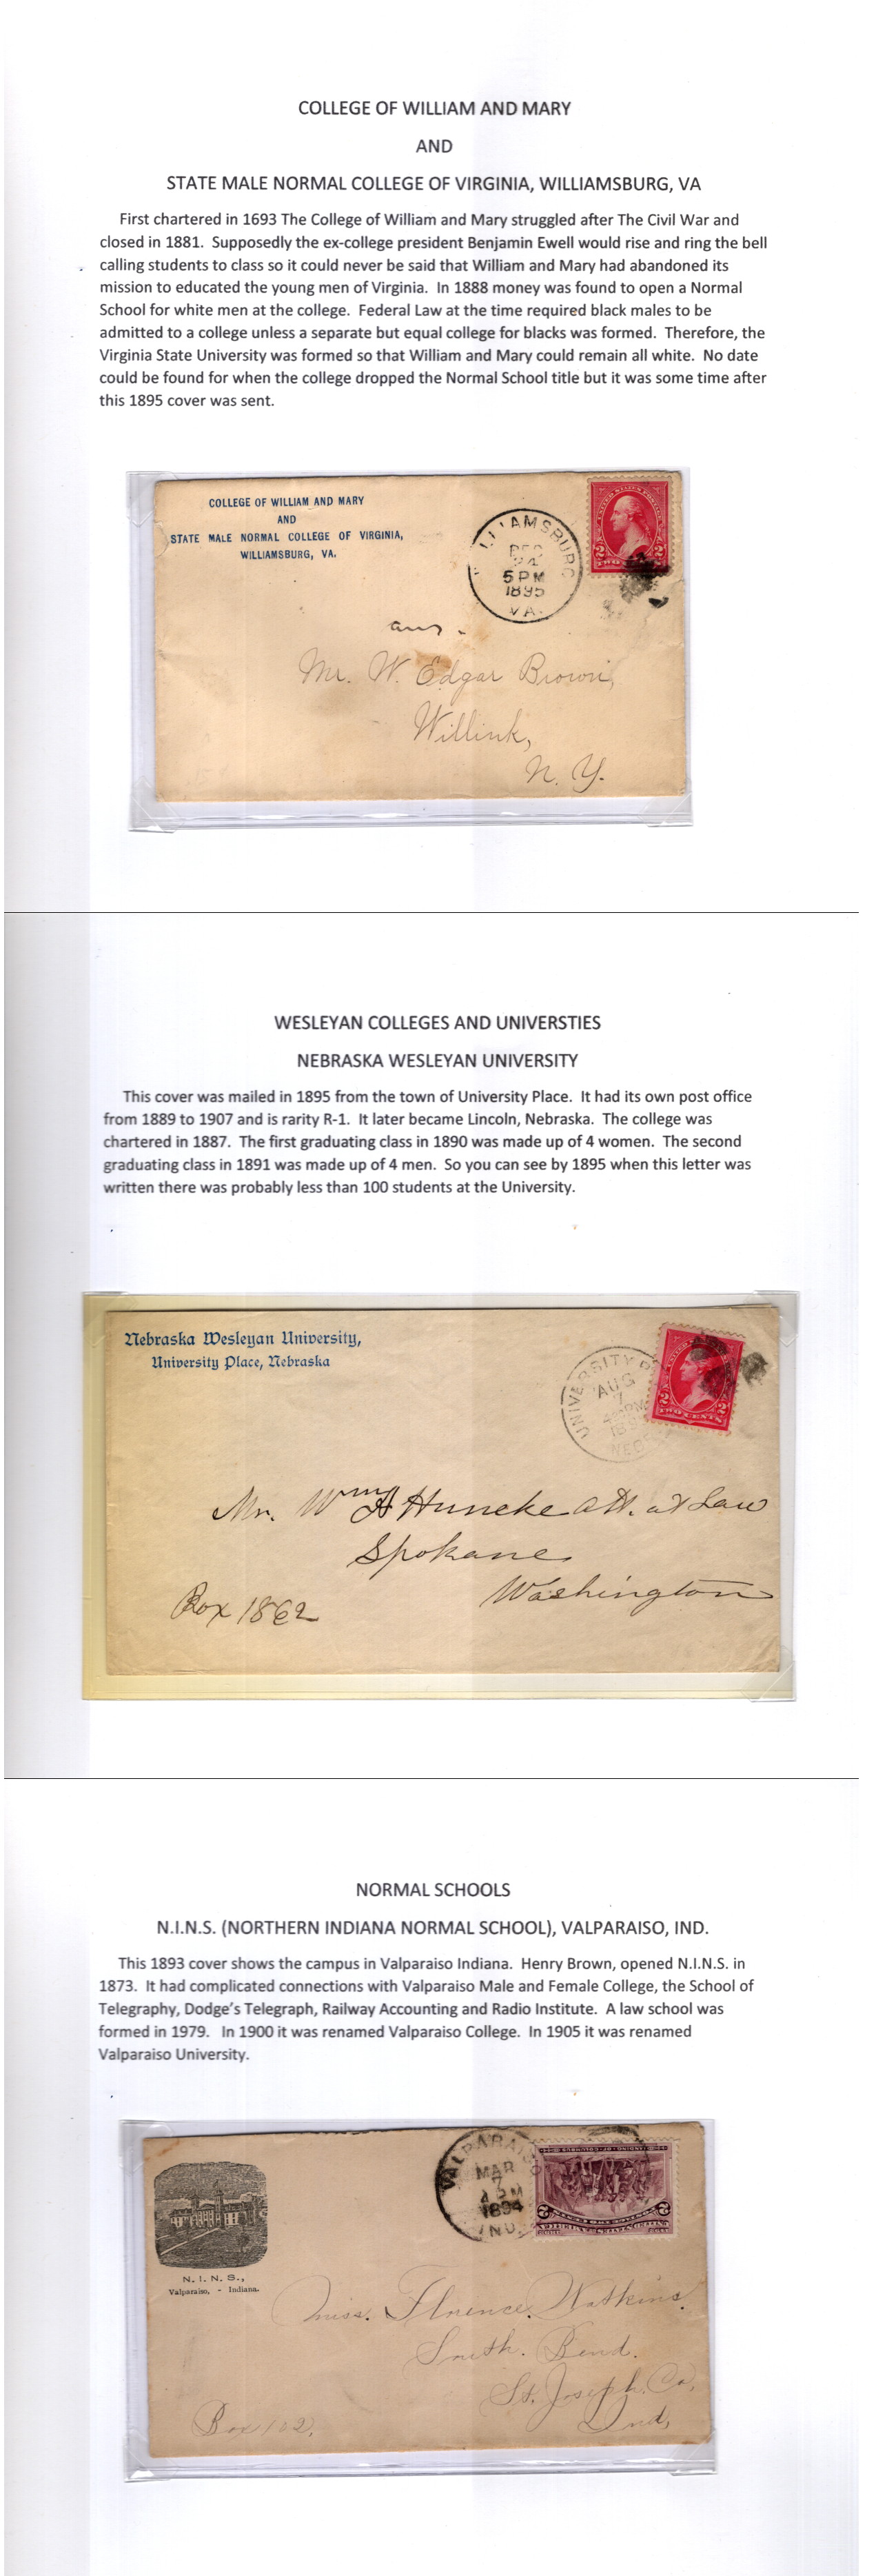 COLLEGE OF WILLIAM AND MARY
AND
STATE MALE NORMAL COLLEGE OF VIRGINIA, WILLIAMSBURG, VA
First chartered in 1693 The College of William and Mary struggled after The Civil War and
closed in 1881. Supposedly the ex-college president Benjamin Ewell would rise and ring the bell
calling students to class so it could never be said that William and Mary had abandoned its
mission to educated the young men of Virginia. In 1888 money was found to open a Normal
School for white men at the college. Federal Law at the time required black males to be
admitted to a college unless a separate but equal college for blacks was formed. Therefore, the
Virginia State University was formed so that William and Mary could remain all white. No date
could be found for when the college dropped the Normal School title but it was some time after
this 1895 cover was sent.
COLLEGE OF WILLIAM AND MARY
AND
STATE MALE NORMAL COLLEGE OF VIRGINIA,
WILLIAMSBURG, VA.
WILLIAMSBURG
DEC
24
5 PM
1895
VA.
ans.
Mr. W. Edgar Brown,
Willink,
N. Y.
WESLEYAN COLLEGES AND UNIVERSTIES
NEBRASKA WESLEYAN UNIVERSITY
This cover was mailed in 1895 from the town of University Place. It had its own post office
from 1889 to 1907 and is rarity R-1. It later became Lincoln, Nebraska. The college was
chartered in 1887. The first graduating class in 1890 was made up of 4 women. The second
graduating class in 1891 was made up of 4 men. So you can see by 1895 when this letter was
written there was probably less than 100 students at the University.
Nebraska Wesleyan University,
University Place, Nebraska
UNIVERSITY P
AUG
7
TWO CENTS
Mr. Wm H Huneke Att. at Law
Spokane
Washington
Box 1862
NORMAL SCHOOLS
N.I.N.S. (NORTHERN INDIANA NORMAL SCHOOL), VALPARAISO, IND.
This 1893 cover shows the campus in Valparaiso Indiana. Henry Brown, opened N.I.N.S. in
1873. It had complicated connections with Valparaiso Male and Female College, the School of
Telegraphy, Dodge's Telegraph, Railway Accounting and Radio Institute. A law school was
formed in 1979. In 1900 it was renamed Valparaiso College. In 1905 it was renamed
Valparaiso University.
VALPARAISO
MAR
7
4 PM
1894
IND.
N. I. N. S.,
Valparaiso, - Indiana.
Miss. Florence. Watkins.
South. Bend.
St. Joseph. Co,
Ind,
Box 102,